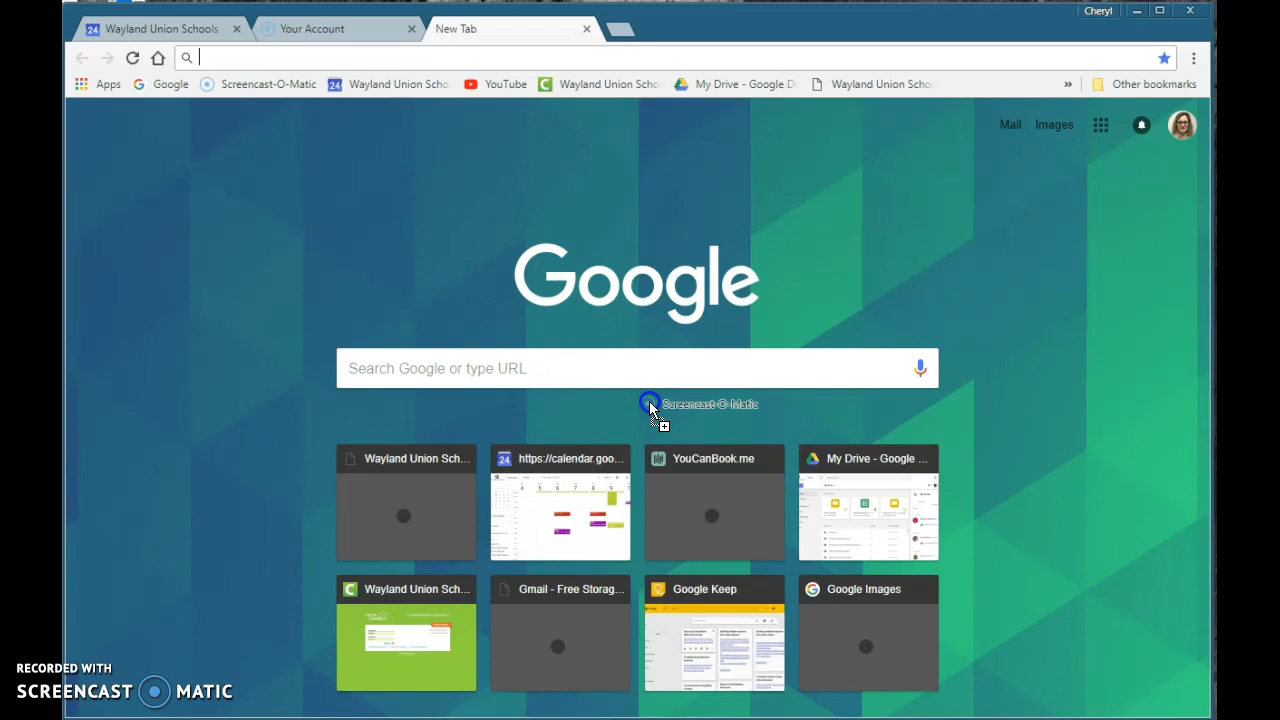 Cheryl
Wayland Union Schools -
Your Account
New Tab
Apps
Google
Screencast-O-Matic
24
Wayland Union Scho
YouTube
Wayland Union Scho
My Drive - Google D
Wayland Union Scho
»
Other bookmarks
Mail
Images
Google
Search Google or type URL
Screencast-O-Matic
Wayland Union Sch...
24
https://calendar.goo...
YouCanBook.me
My Drive - Google ...
Wayland Union Sch...
Gmail - Free Storag...
Google Keep
Google Images
RECORDED WITH
SCREENCAST MATIC